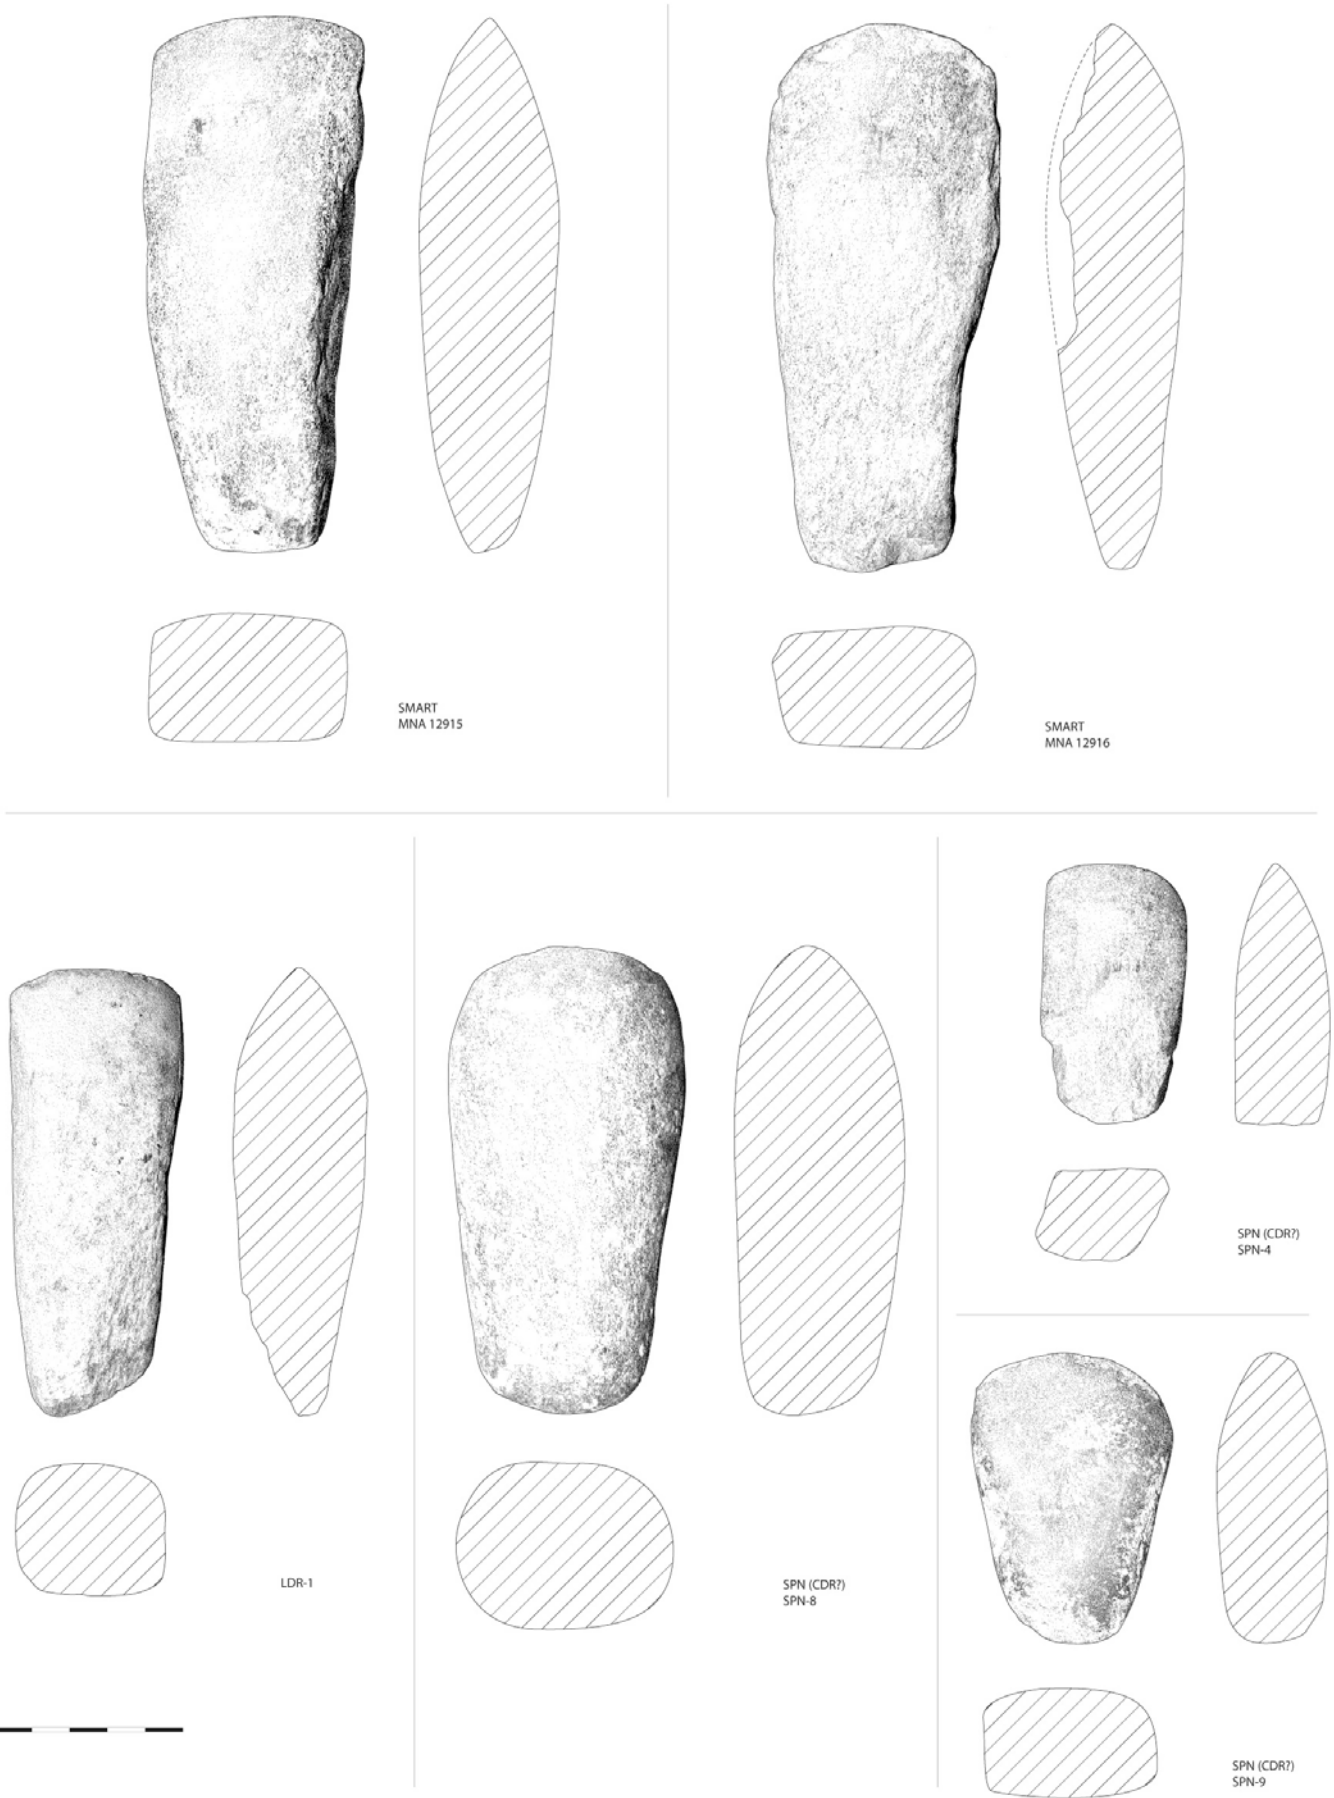 SMART
MNA 12915
SMART
MNA 12916
SPN (CDR?)
SPN-4
LDR-1
SPN (CDR?)
SPN-8
SPN (CDR?)
SPN-9